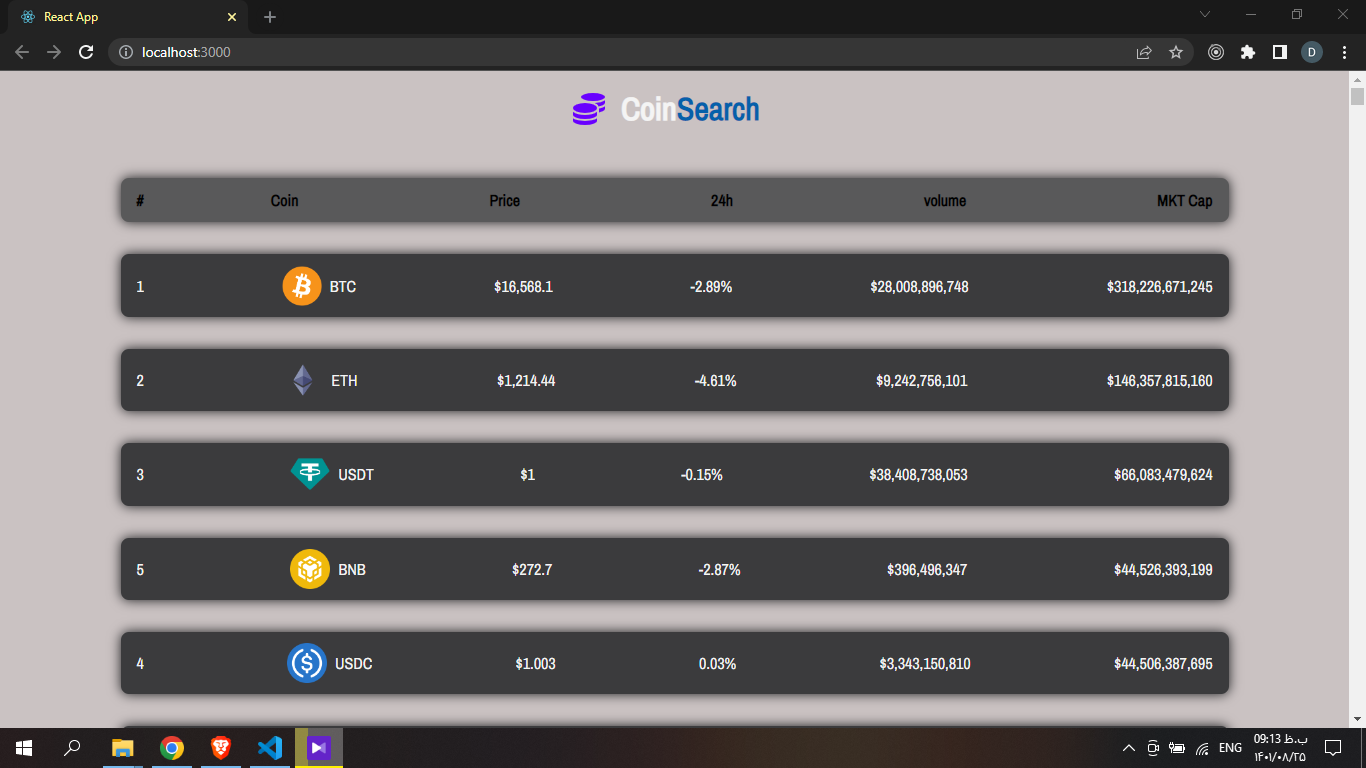 React App
localhost:3000
D
CoinSearch
# Coin Price 24h volume MKT Cap
1 BTC $16,568.1 -2.89% $28,008,896,748 $318,226,671,245
2 ETH $1,214.44 -4.61% $9,242,756,101 $146,357,815,160
3 USDT $1 -0.15% $38,408,738,053 $66,083,479,624
5 BNB $272.7 -2.87% $396,496,347 $44,526,393,199
4 USDC $1.003 0.03% $3,343,150,810 $44,506,387,695
ENG
09:13 ب.ظ
۱۴۰۱/۰۸/۲۵